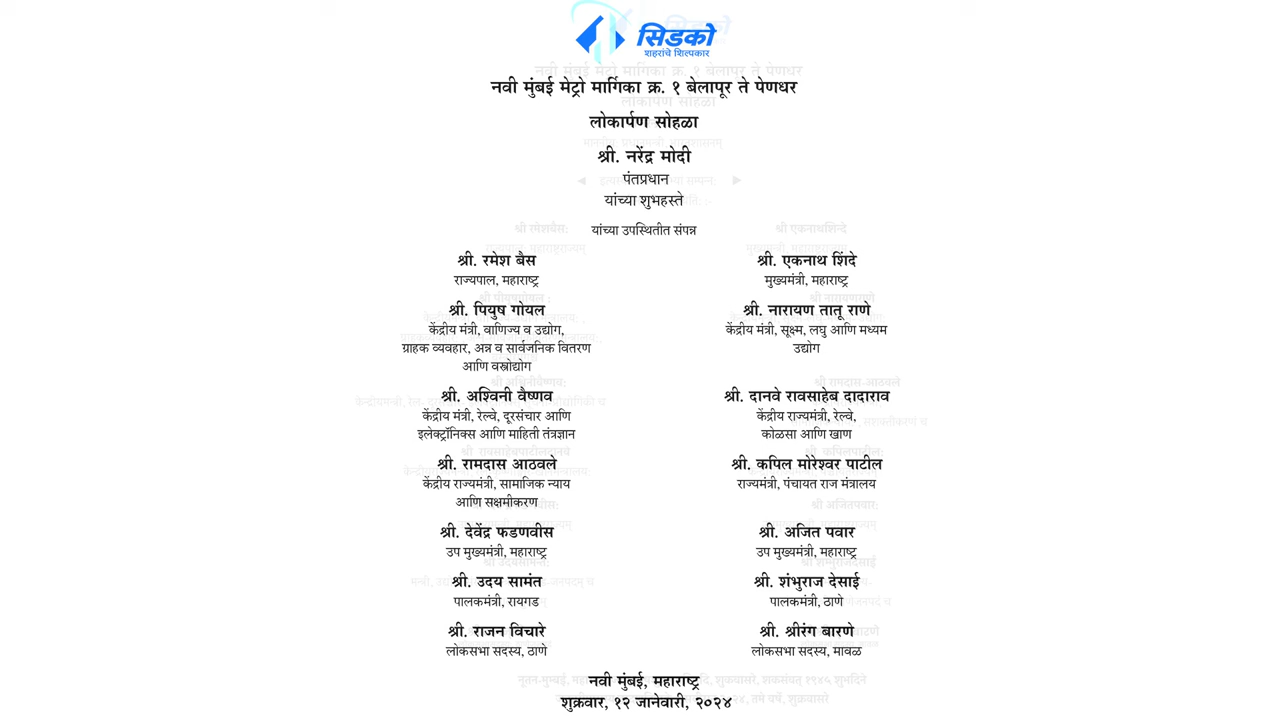 सिडको
शहरांचे शिल्पकार
नवी मुंबई मेट्रो मार्गिका क्र. १ बेलापूर ते पेणधर
लोकार्पण सोहळा
श्री. नरेंद्र मोदी
पंतप्रधान
यांच्या शुभहस्ते
यांच्या उपस्थितीत संपन्न
श्री. रमेश बैस
राज्यपाल, महाराष्ट्र
श्री. एकनाथ शिंदे
मुख्यमंत्री, महाराष्ट्र
श्री. पियुष गोयल
केंद्रीय मंत्री, वाणिज्य व उद्योग,
ग्राहक व्यवहार, अन्न व सार्वजनिक वितरण
आणि वस्त्रोद्योग
श्री. नारायण तातू राणे
केंद्रीय मंत्री, सूक्ष्म, लघु आणि मध्यम
उद्योग
श्री. अश्विनी वैष्णव
केंद्रीय मंत्री, रेल्वे, दूरसंचार आणि
इलेक्ट्रॉनिक्स आणि माहिती तंत्रज्ञान
श्री. दानवे रावसाहेब दादाराव
केंद्रीय राज्यमंत्री, रेल्वे,
कोळसा आणि खाण
श्री. रामदास आठवले
केंद्रीय राज्यमंत्री, सामाजिक न्याय
आणि सक्षमीकरण
श्री. कपिल मोरेश्वर पाटील
राज्यमंत्री, पंचायत राज मंत्रालय
श्री. देवेंद्र फडणवीस
उप मुख्यमंत्री, महाराष्ट्र
श्री. अजित पवार
उप मुख्यमंत्री, महाराष्ट्र
श्री. उदय सामंत
पालकमंत्री, रायगड
श्री. शंभुराज देसाई
पालकमंत्री, ठाणे
श्री. राजन विचारे
लोकसभा सदस्य, ठाणे
श्री. श्रीरंग बारणे
लोकसभा सदस्य, मावळ
नवी मुंबई, महाराष्ट्र
शुक्रवार, १२ जानेवारी, २०२४